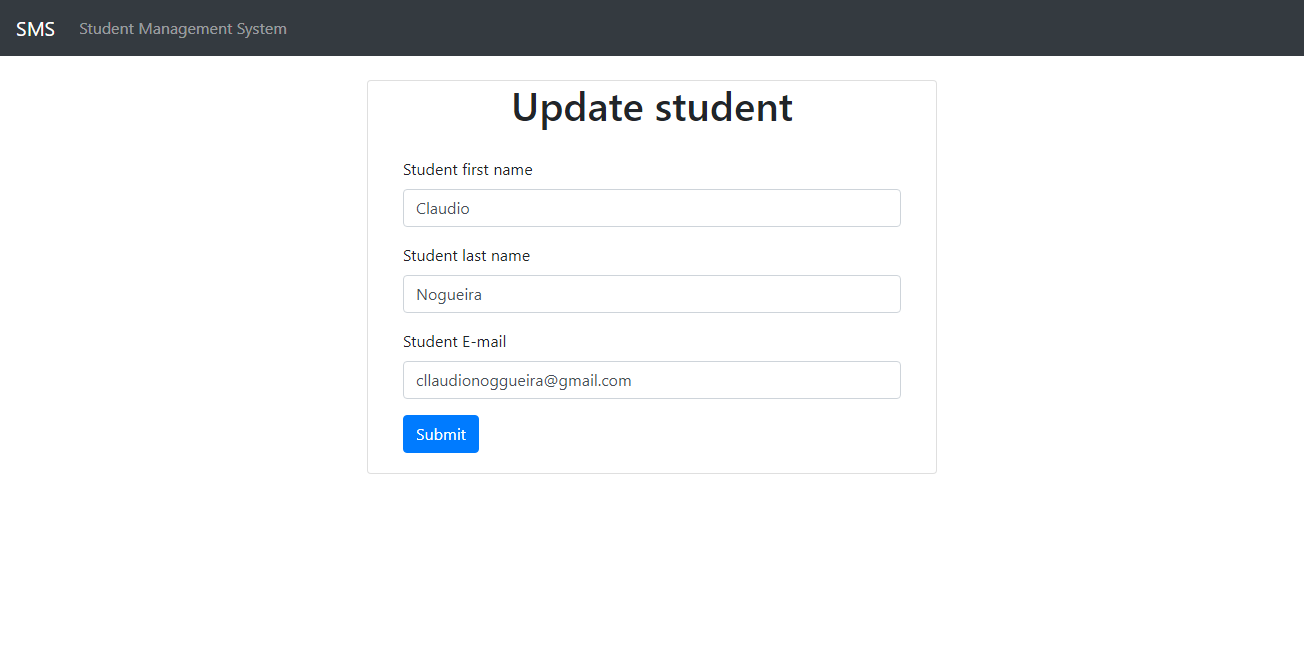 SMS Student Management System
Update student
Student first name
Claudio
Student last name
Nogueira
Student E-mail
cllaudionoggueira@gmail.com
Submit